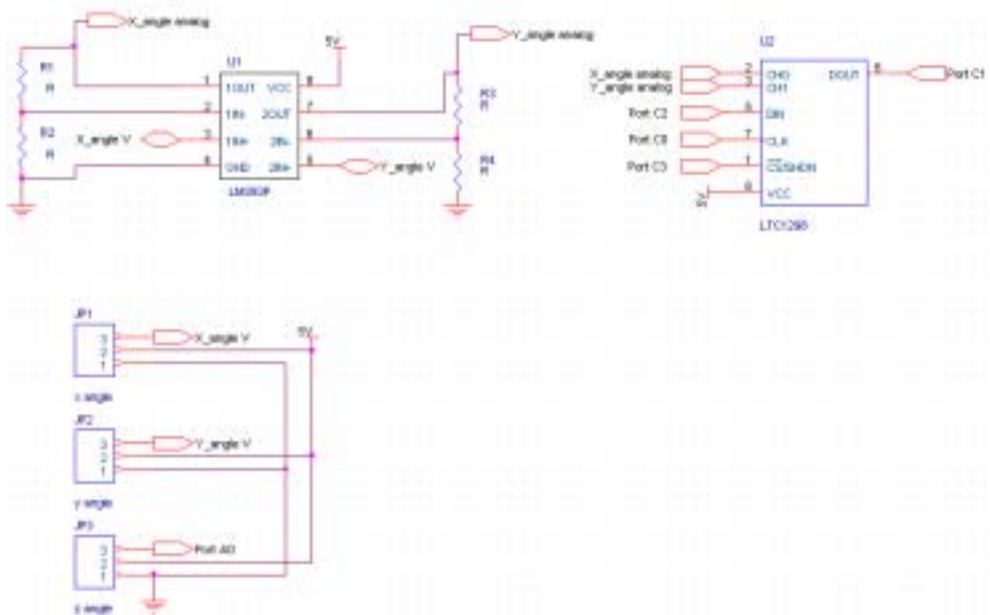 X_angle analog
R1
R
R2
R
X_angle V
U1
1 1OUT VCC 8
2 1IN- 2OUT 7
3 1IN+ 2IN- 6
4 GND 2IN+ 5
5V
Y_angle analog
R3
R
R4
R
Y_angle V
U2
X_angle analog 2 CH0 DOUT
Port C1
Y_angle analog 3 CH1
Port C2 DIN
Port C0 7 CLK
Port C3 1 CS/SHDN
8 VCC
5V
JP1
3 X_angle V
2
1
5V
x angle
JP2
3 Y_angle V
2
1
y angle
JP3
3 Port A0
2
1